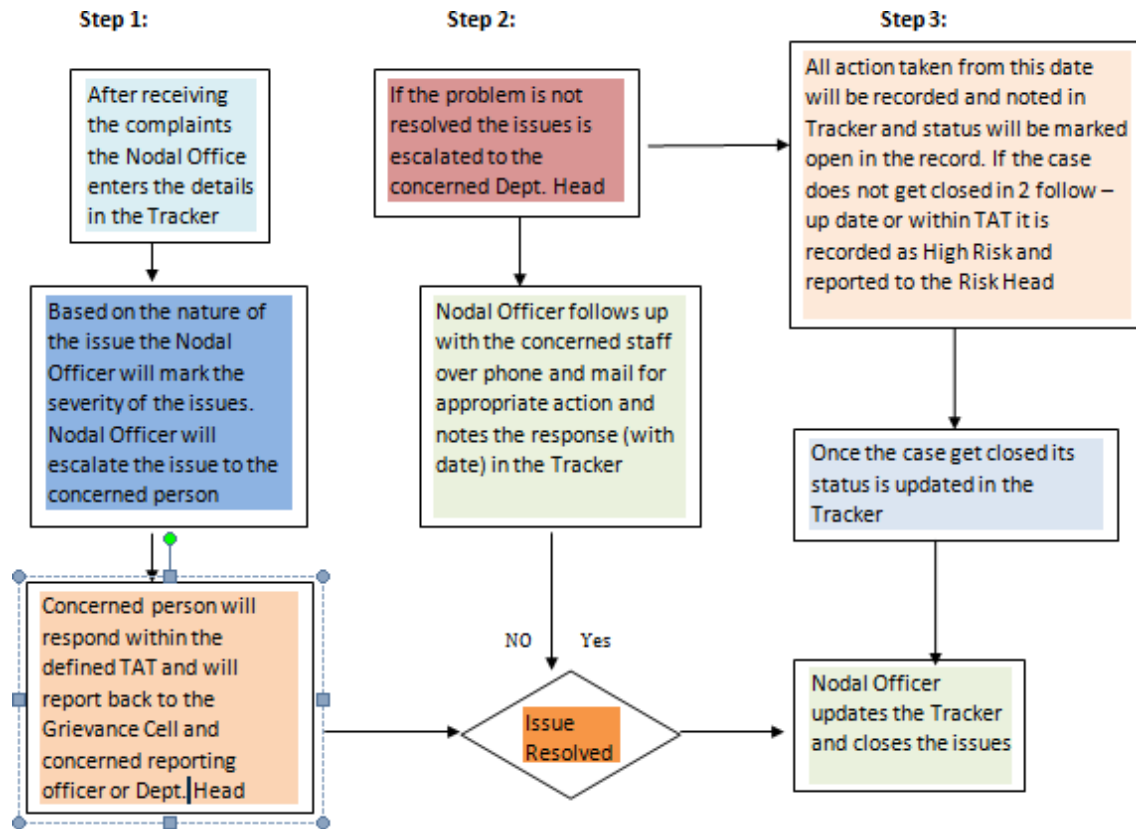 Step 1:
After receiving
the complaints
the Nodal Office
enters the details
in the Tracker
Based on the nature of
the issue the Nodal
Officer will mark the
severity of the issues.
Nodal Officer will
escalate the issue to the
concerned person
Concerned person will
respond within the
defined TAT and will
report back to the
Grievance Cell and
concerned reporting
officer or Dept. Head
Step 2:
If the problem is not
resolved the issues is
escalated to the
concerned Dept. Head
Nodal Officer follows up
with the concerned staff
over phone and mail for
appropriate action and
notes the response (with
date) in the Tracker
NO Yes
Issue
Resolved
Step 3:
All action taken from this date
will be recorded and noted in
Tracker and status will be marked
open in the record. If the case
does not get closed in 2 follow –
up date or within TAT it is
recorded as High Risk and
reported to the Risk Head
Once the case get closed its
status is updated in the
Tracker
Nodal Officer
updates the Tracker
and closes the issues